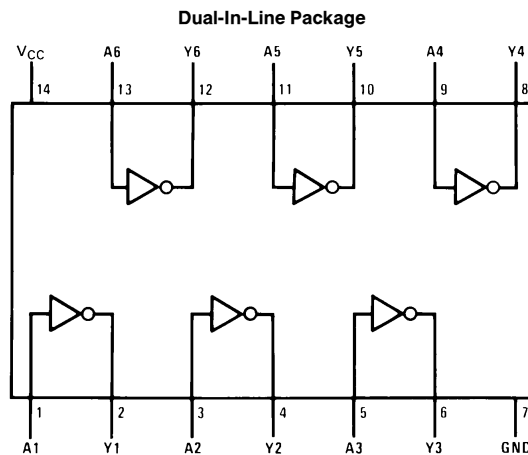 Dual-In-Line Package
VCC A6 Y6 A5 Y5 A4 Y4
14 13 12 11 10 9 8
1 2 3 4 5 6 7
A1 Y1 A2 Y2 A3 Y3 GND